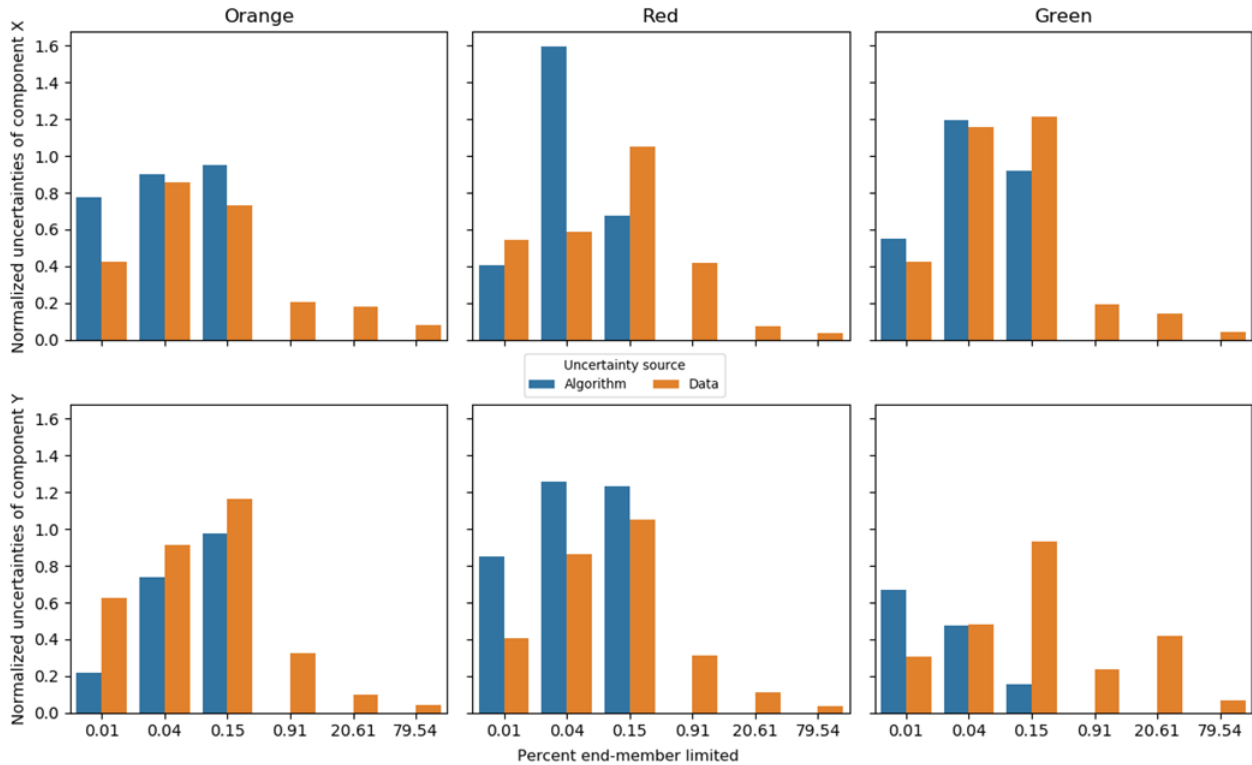 Orange Red Green
Normalized uncertainties of component X
1.6
1.4
1.2
1.0
0.8
0.6
0.4
0.2
0.0
Uncertainty source
Algorithm Data
Normalized uncertainties of component Y
1.6
1.4
1.2
1.0
0.8
0.6
0.4
0.2
0.0
0.01 0.04 0.15 0.91 20.61 79.54 0.01 0.04 0.15 0.91 20.61 79.54 0.01 0.04 0.15 0.91 20.61 79.54
Percent end-member limited